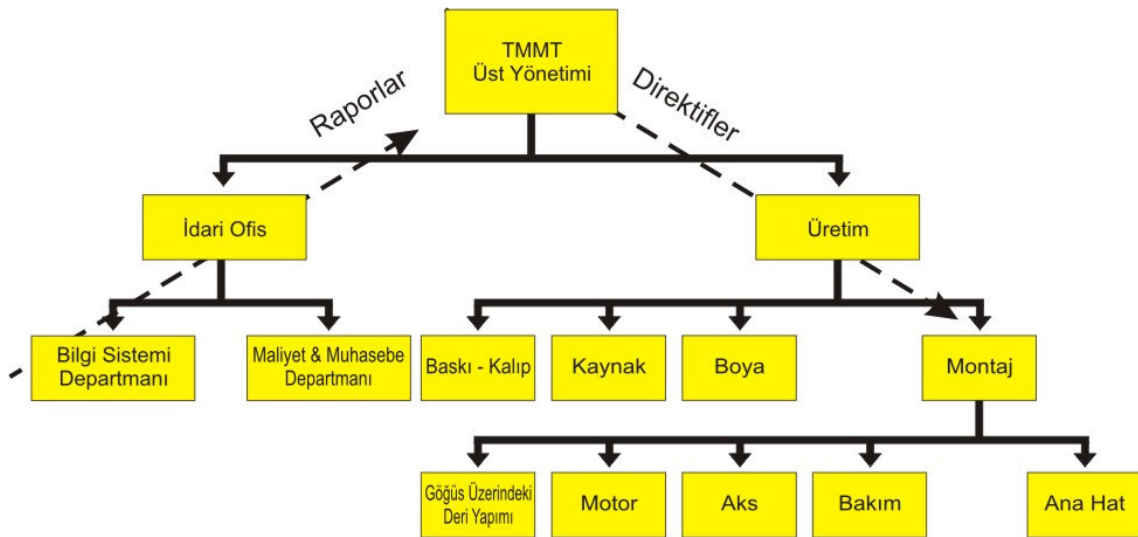 TMMT
Üst Yönetimi
Raporlar
Direktifler
İdari Ofis
Üretim
Bilgi Sistemi
Departmanı
Maliyet & Muhasebe
Departmanı
Baskı - Kalıp
Kaynak
Boya
Montaj
Göğüs Üzerindeki
Deri Yapımı
Motor
Aks
Bakım
Ana Hat